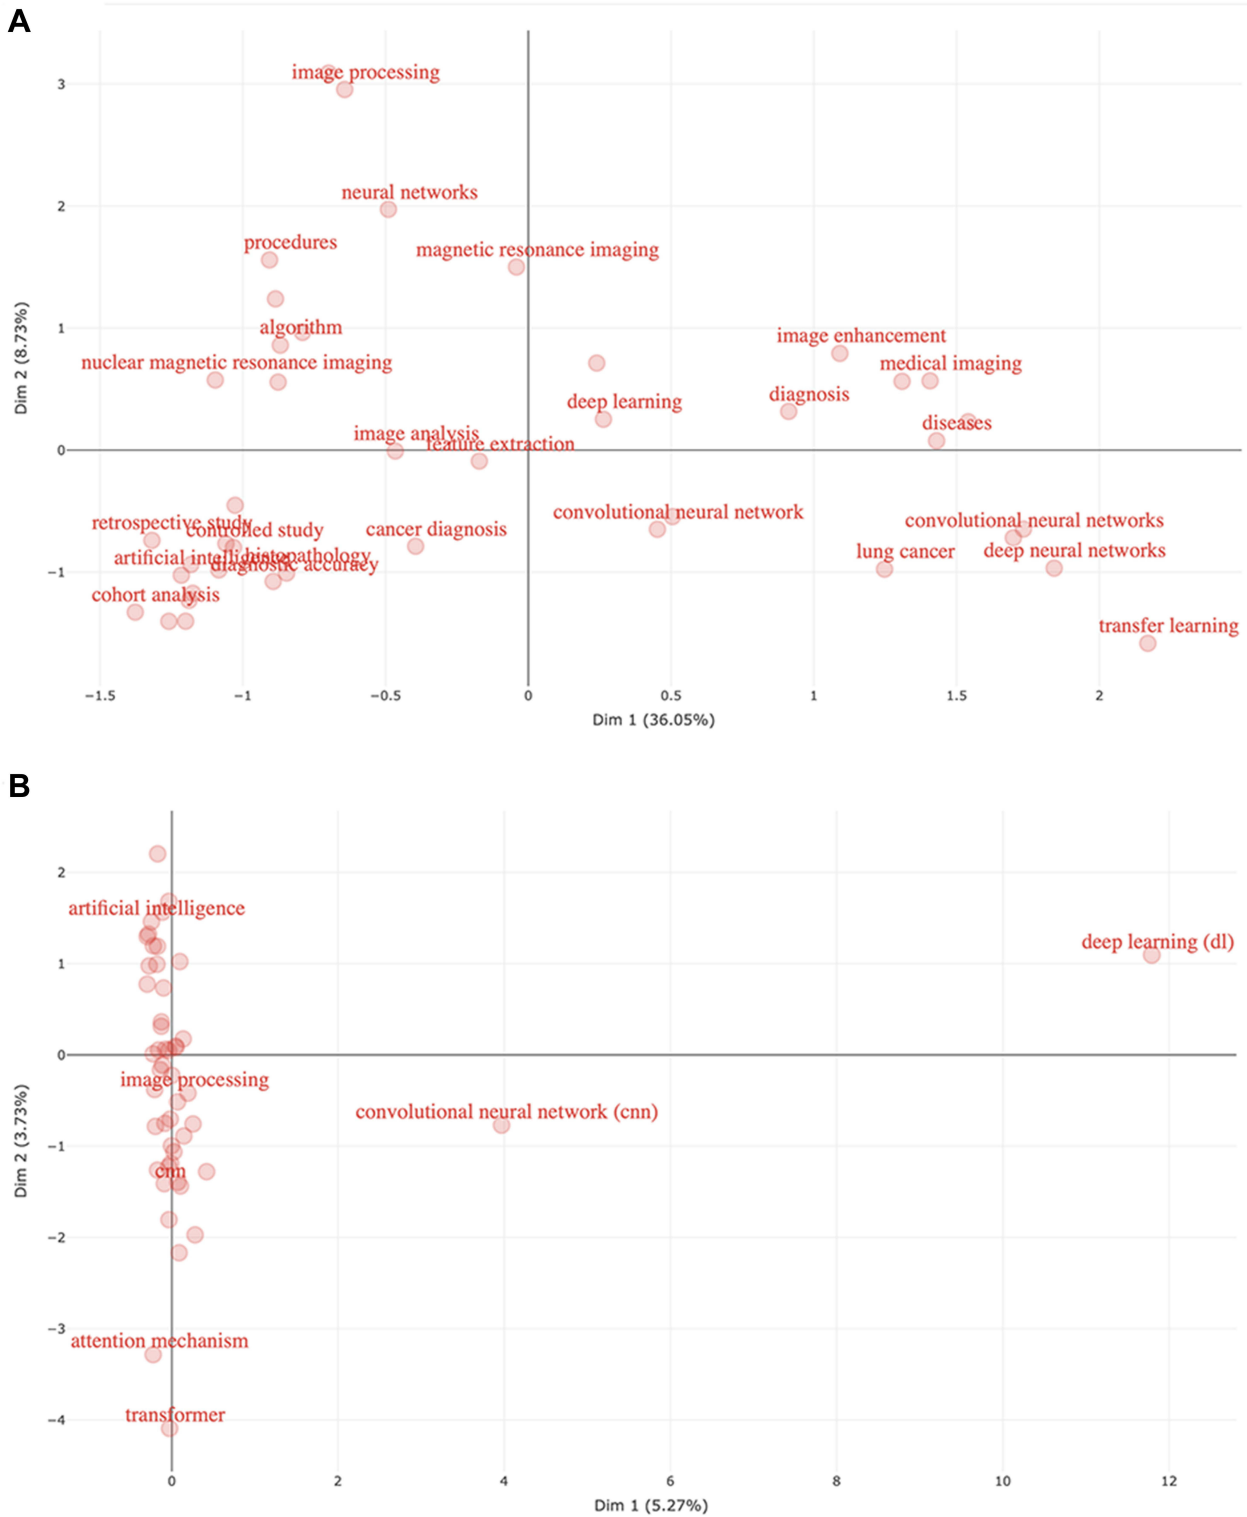 A
image processing
3
neural networks
2
procedures
magnetic resonance imaging
algorithm
1
image enhancement
nuclear magnetic resonance imaging
medical imaging
diagnosis
deep learning
diseases
image analysis
feature extraction
0
convolutional neural network
retrospective study
controlled study
cancer diagnosis
convolutional neural networks
artificial intelligence
histopathology
diagnostic accuracy
lung cancer
deep neural networks
−1
cohort analysis
transfer learning
Dim 2 (8.73%)
−1.5 −1 −0.5 0 0.5 1 1.5 2
Dim 1 (36.05%)
B
2
artificial intelligence
deep learning (dl)
1
0
image processing
convolutional neural network (cnn)
−1
cnn
−2
−3
attention mechanism
transformer
−4
Dim 2 (3.73%)
0 2 4 6 8 10 12
Dim 1 (5.27%)